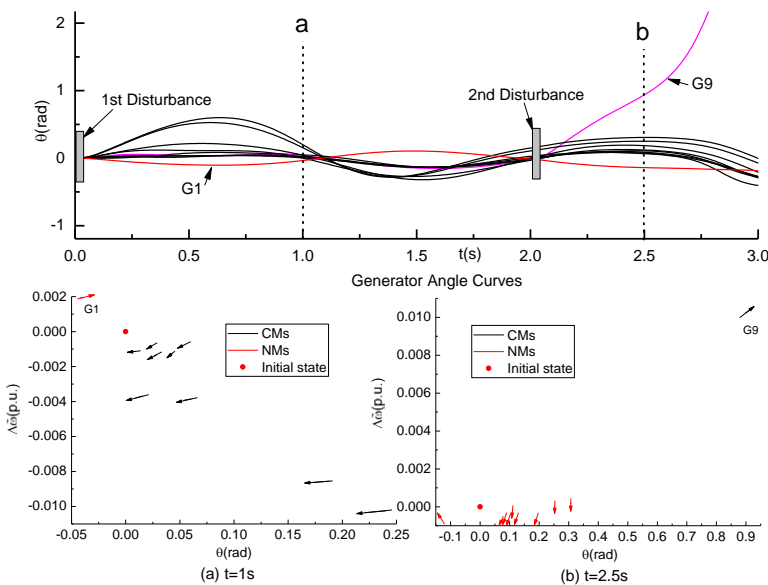 a
b
2
1
0
-1
θ(rad)
1st Disturbance
2nd Disturbance
G9
G1
0.0 0.5 1.0 1.5 2.0 2.5 3.0
t(s)
Generator Angle Curves
0.002
0.000
-0.002
-0.004
-0.006
-0.008
-0.010
Δω̃(p.u.)
G1
CMs
NMs
Initial state
-0.05 0.00 0.05 0.10 0.15 0.20 0.25
θ(rad)
(a) t=1s
0.010
0.008
0.006
0.004
0.002
0.000
Δω̃(p.u.)
G9
CMs
NMs
Initial state
-0.1 0.0 0.1 0.2 0.3 0.4 0.5 0.6 0.7 0.8 0.9
θ(rad)
(b) t=2.5s